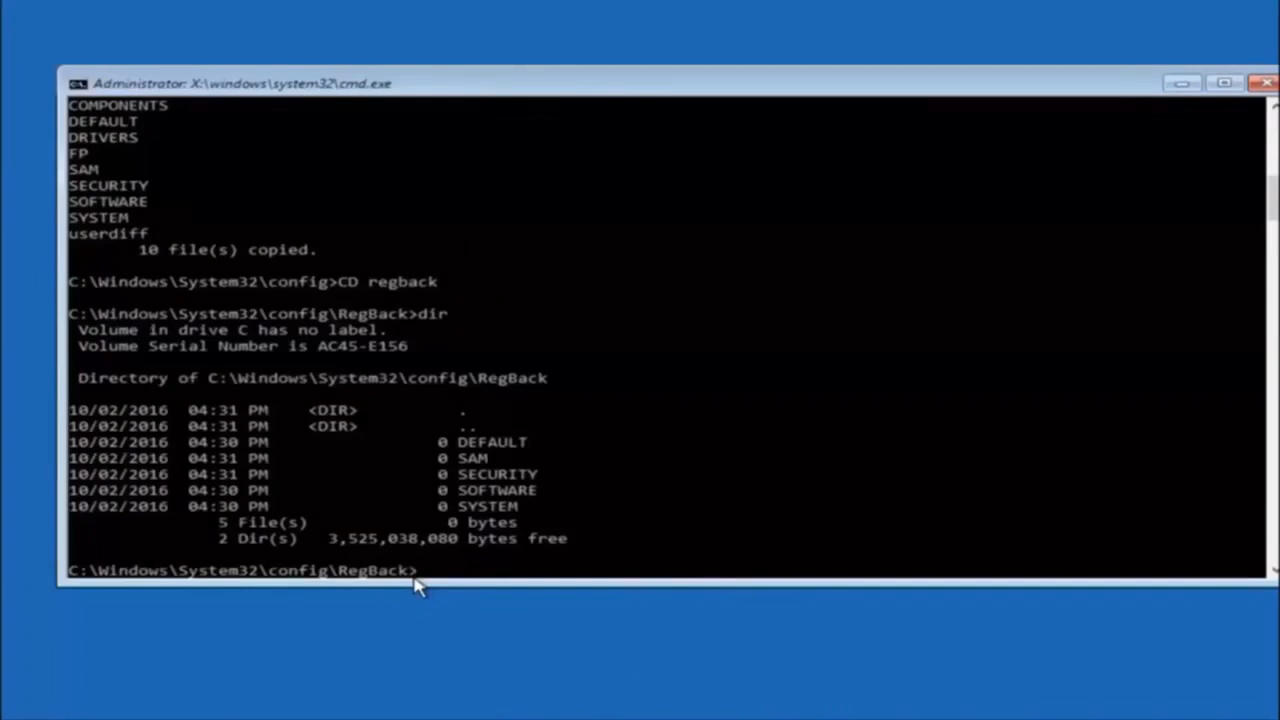 Administrator: X:\windows\system32\cmd.exe
COMPONENTS
DEFAULT
DRIVERS
FP
SAM
SECURITY
SOFTWARE
SYSTEM
userdiff
10 file(s) copied.
C:\Windows\System32\config>CD regback
C:\Windows\System32\config\RegBack>dir
Volume in drive C has no label.
Volume Serial Number is AC45-E156
Directory of C:\Windows\System32\config\RegBack
10/02/2016 04:31 PM <DIR> .
10/02/2016 04:31 PM <DIR> ..
10/02/2016 04:30 PM 0 DEFAULT
10/02/2016 04:31 PM 0 SAM
10/02/2016 04:31 PM 0 SECURITY
10/02/2016 04:30 PM 0 SOFTWARE
10/02/2016 04:30 PM 0 SYSTEM
5 File(s) 0 bytes
2 Dir(s) 3,525,038,080 bytes free
C:\Windows\System32\config\RegBack>